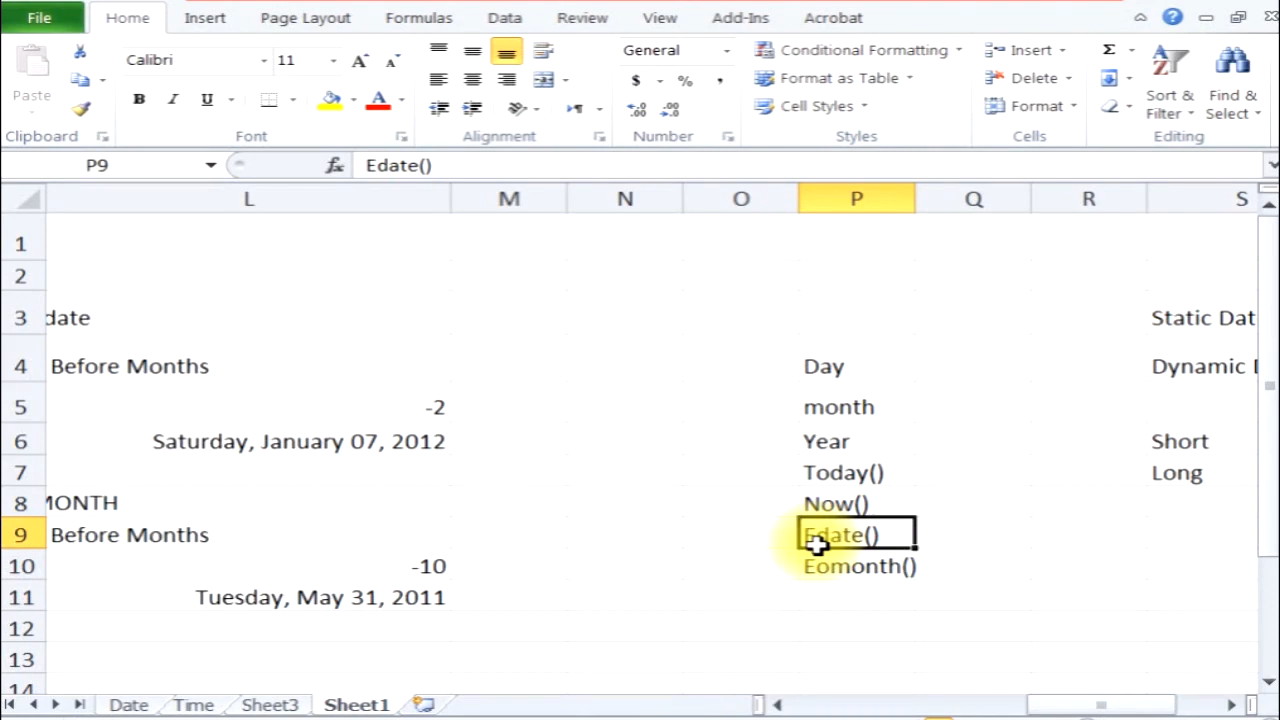 File Home Insert Page Layout Formulas Data Review View Add-Ins Acrobat
Paste
Calibri 11
B I U A
General
$ % ,
Conditional Formatting
Format as Table
Cell Styles
Insert
Delete
Format
Σ
Sort & Filter
Find & Select
Clipboard Font Alignment Number Styles Cells Editing
P9 fx Edate()
L M N O P Q R S
1
2
3 date Static Dat
4 Before Months Day Dynamic
5 -2 month
6 Saturday, January 07, 2012 Year Short
7 Today() Long
8 MONTH Now()
9 Before Months Edate()
10 -10 Eomonth()
11 Tuesday, May 31, 2011
12
13
14
Date Time Sheet3 Sheet1